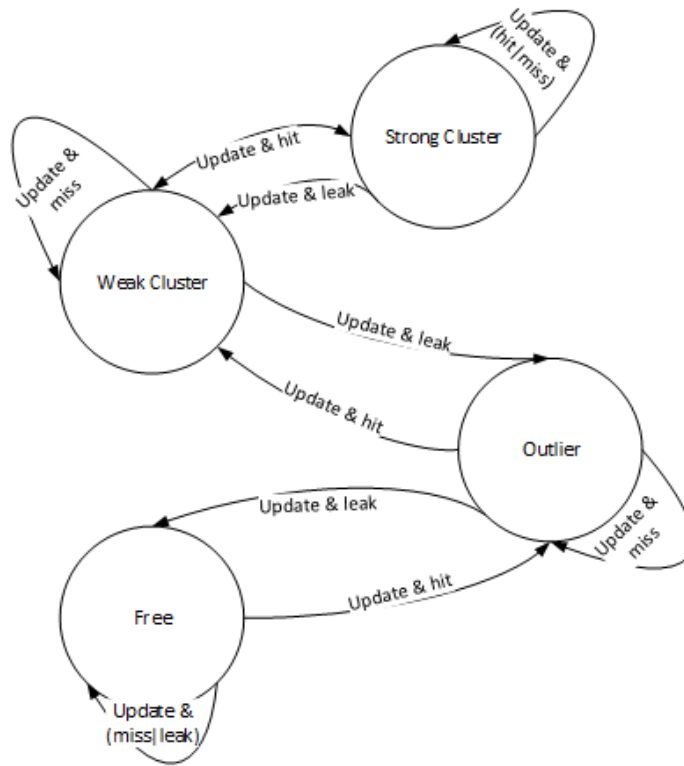 Update &
(hit|miss)
Strong Cluster
Update & hit
Update &
miss
Update & leak
Weak Cluster
Update & leak
Update & hit
Outlier
Update & leak
Update &
miss
Update & hit
Free
Update &
(miss|leak)